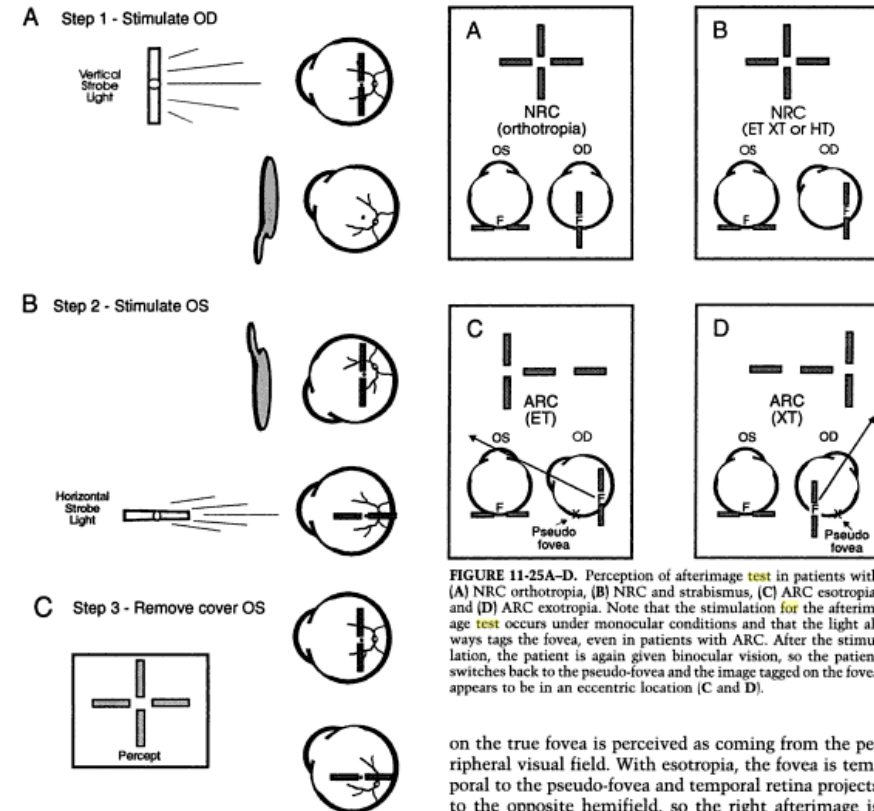 A Step 1 - Stimulate OD
Vertical
Strobe
Light
B Step 2 - Stimulate OS
Horizontal
Strobe
Light
C Step 3 - Remove cover OS
Percept
A
NRC
(orthotropia)
OS OD
F F
B
NRC
(ET XT or HT)
OS OD
F F
C
ARC
(ET)
OS OD
F F
X
Pseudo
fovea
D
ARC
(XT)
OS OD
F F
X
Pseudo
fovea
FIGURE 11-25A–D. Perception of afterimage test in patients with
(A) NRC orthotropia, (B) NRC and strabismus, (C) ARC esotropia
and (D) ARC exotropia. Note that the stimulation for the afterim
age test occurs under monocular conditions and that the light al
ways tags the fovea, even in patients with ARC. After the stimu
lation, the patient is again given binocular vision, so the patien
switches back to the pseudo-fovea and the image tagged on the fove
appears to be in an eccentric location (C and D).
on the true fovea is perceived as coming from the pe
ripheral visual field. With esotropia, the fovea is tem
poral to the pseudo-fovea and temporal retina projects
to the opposite hemifield, so the right afterimage is